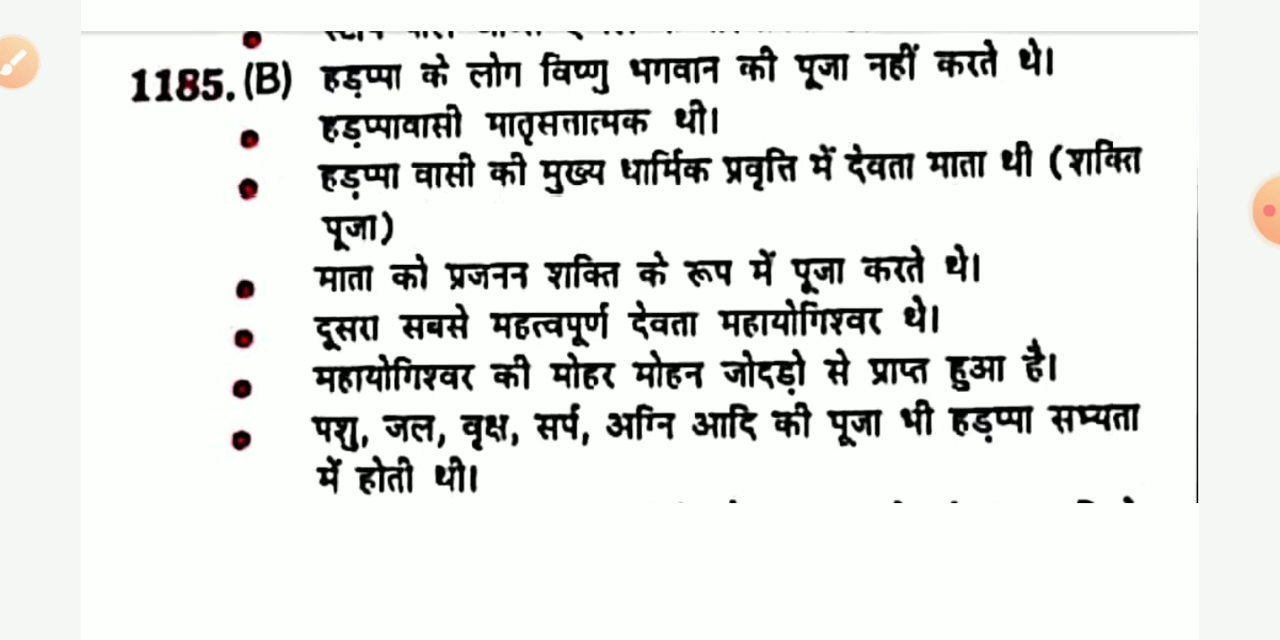 1185. (B) हड़प्पा के लोग विष्णु भगवान की पूजा नहीं करते थे।
• हड़प्पावासी मातृसत्तात्मक थी।
• हड़प्पा वासी की मुख्य धार्मिक प्रवृत्ति में देवता माता थी (शक्ति
पूजा)
• माता को प्रजनन शक्ति के रूप में पूजा करते थे।
• दूसरा सबसे महत्वपूर्ण देवता महायोगिश्वर थे।
• महायोगिश्वर की मोहर मोहन जोदड़ो से प्राप्त हुआ है।
• पशु, जल, वृक्ष, सर्प, अग्नि आदि की पूजा भी हड़प्पा सभ्यता
में होती थी।